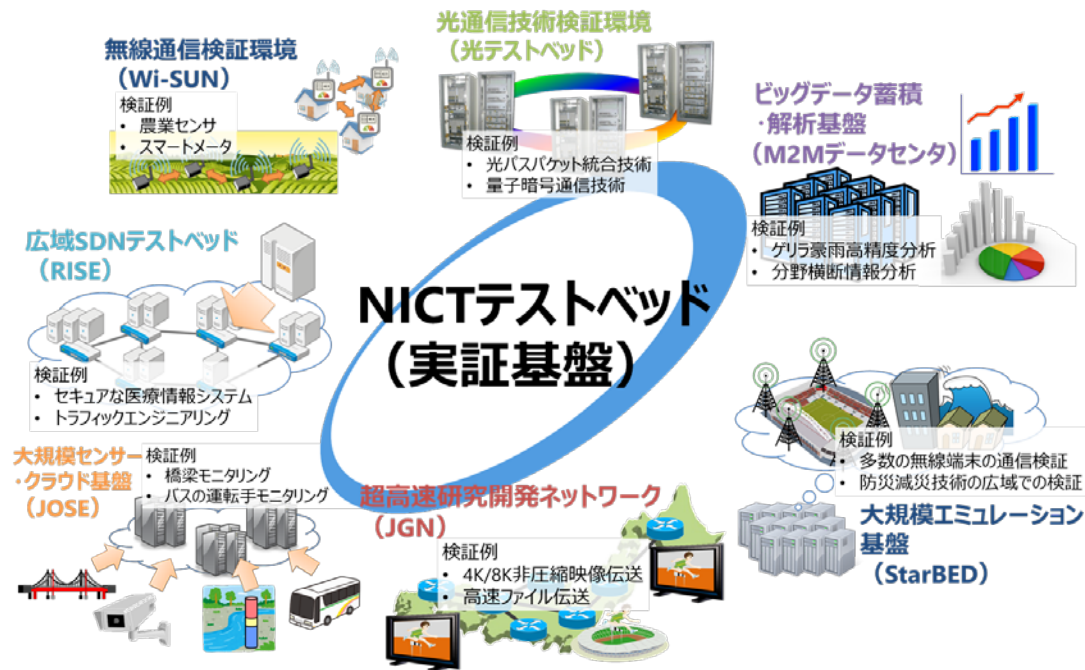 光通信技術検証環境
（光テストベッド）
検証例
• 光パスパケット統合技術
• 量子暗号通信技術
無線通信検証環境
（Wi-SUN）
検証例
• 農業センサ
• スマートメータ
ビッグデータ蓄積
・解析基盤
（M2Mデータセンタ）
検証例
• ゲリラ豪雨高精度分析
• 分野横断情報分析
広域SDNテストベッド
（RISE）
検証例
• セキュアな医療情報システム
• トラフィックエンジニアリング
NICTテストベッド
（実証基盤）
検証例
• 多数の無線端末の通信検証
• 防災減災技術の広域での検証
大規模エミュレーション
基盤
（StarBED）
大規模センサー
・クラウド基盤
（JOSE）
検証例
• 橋梁モニタリング
• バスの運転手モニタリング
超高速研究開発ネットワーク
（JGN）
検証例
• 4K/8K非圧縮映像伝送
• 高速ファイル伝送